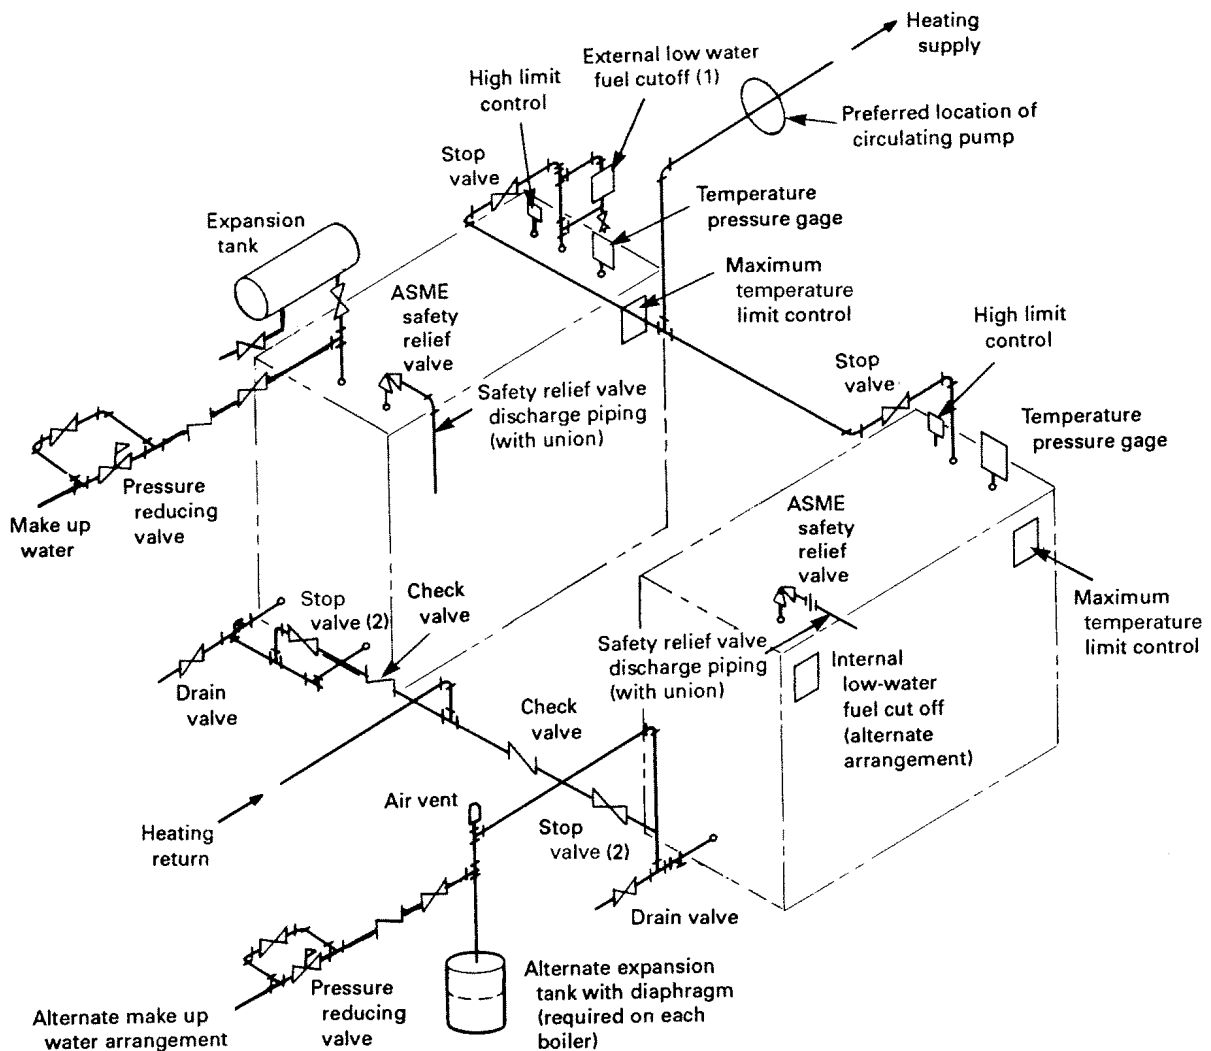 Heating
supply
External low water
fuel cutoff (1)
High limit
control
Preferred location of
circulating pump
Stop
valve
Temperature
pressure gage
Expansion
tank
Maximum
temperature
limit control
ASME
safety
relief
valve
High limit
control
Stop
valve
Safety relief valve
discharge piping
(with union)
Temperature
pressure gage
Pressure
reducing
valve
Make up
water
ASME
safety
relief
valve
Stop
valve (2)
Check
valve
Maximum
temperature
limit control
Safety relief valve
discharge piping
(with union)
Internal
low-water
fuel cut off
(alternate
arrangement)
Drain
valve
Check
valve
Air vent
Heating
return
Stop
valve (2)
Drain valve
Alternate expansion
tank with diaphragm
(required on each
boiler)
Pressure
reducing
valve
Alternate make up
water arrangement